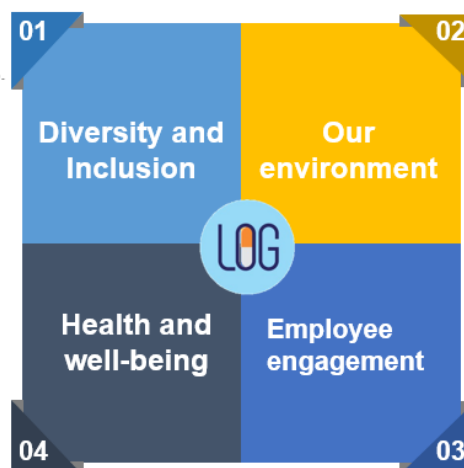 01
02
Diversity and
Inclusion
Our
environment
LOG
Health and
well-being
Employee
engagement
04
03